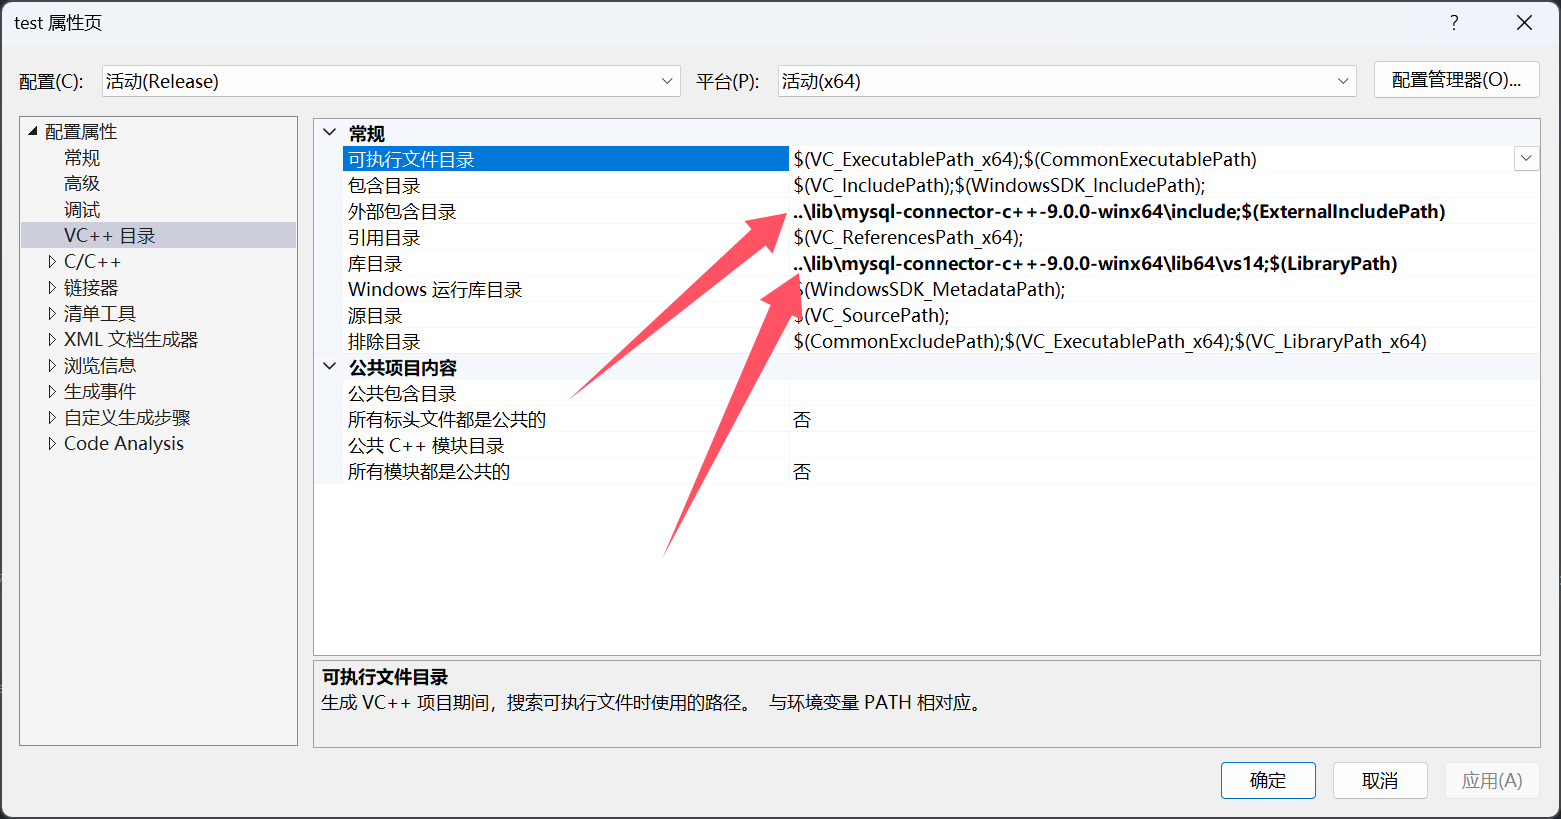 test 属性页
?
配置(C): 活动(Release) 平台(P): 活动(x64) 配置管理器(O)...
配置属性
常规
高级
调试
VC++ 目录
C/C++
链接器
清单工具
XML 文档生成器
浏览信息
生成事件
自定义生成步骤
Code Analysis
常规
可执行文件目录 $(VC_ExecutablePath_x64);$(CommonExecutablePath)
包含目录 $(VC_IncludePath);$(WindowsSDK_IncludePath);
外部包含目录 ..\lib\mysql-connector-c++-9.0.0-winx64\include;$(ExternalIncludePath)
引用目录 $(VC_ReferencesPath_x64);
库目录 ..\lib\mysql-connector-c++-9.0.0-winx64\lib64\vs14;$(LibraryPath)
Windows 运行库目录 $(WindowsSDK_MetadataPath);
源目录 $(VC_SourcePath);
排除目录 $(CommonExcludePath);$(VC_ExecutablePath_x64);$(VC_LibraryPath_x64)
公共项目内容
公共包含目录
所有标头文件都是公共的 否
公共 C++ 模块目录
所有模块都是公共的 否
可执行文件目录
生成 VC++ 项目期间，搜索可执行文件时使用的路径。 与环境变量 PATH 相对应。
确定 取消 应用(A)